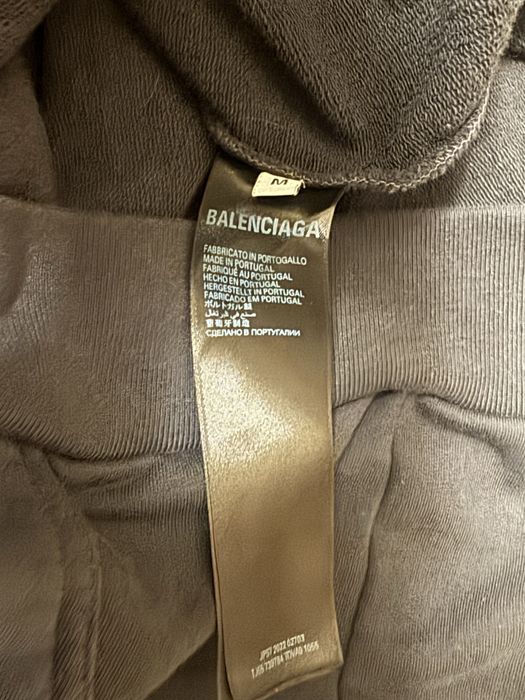 M
BALENCIAGA
FABBRICATO IN PORTOGALLO
MADE IN PORTUGAL
FABRIQUÉ AU PORTUGAL
HECHO EN PORTUGAL
HERGESTELLT IN PORTUGAL
FABRICADO EM PORTUGAL
ポルトガル製
صنع في البرتغال
葡萄牙制造
СДЕЛАНО В ПОРТУГАЛИИ